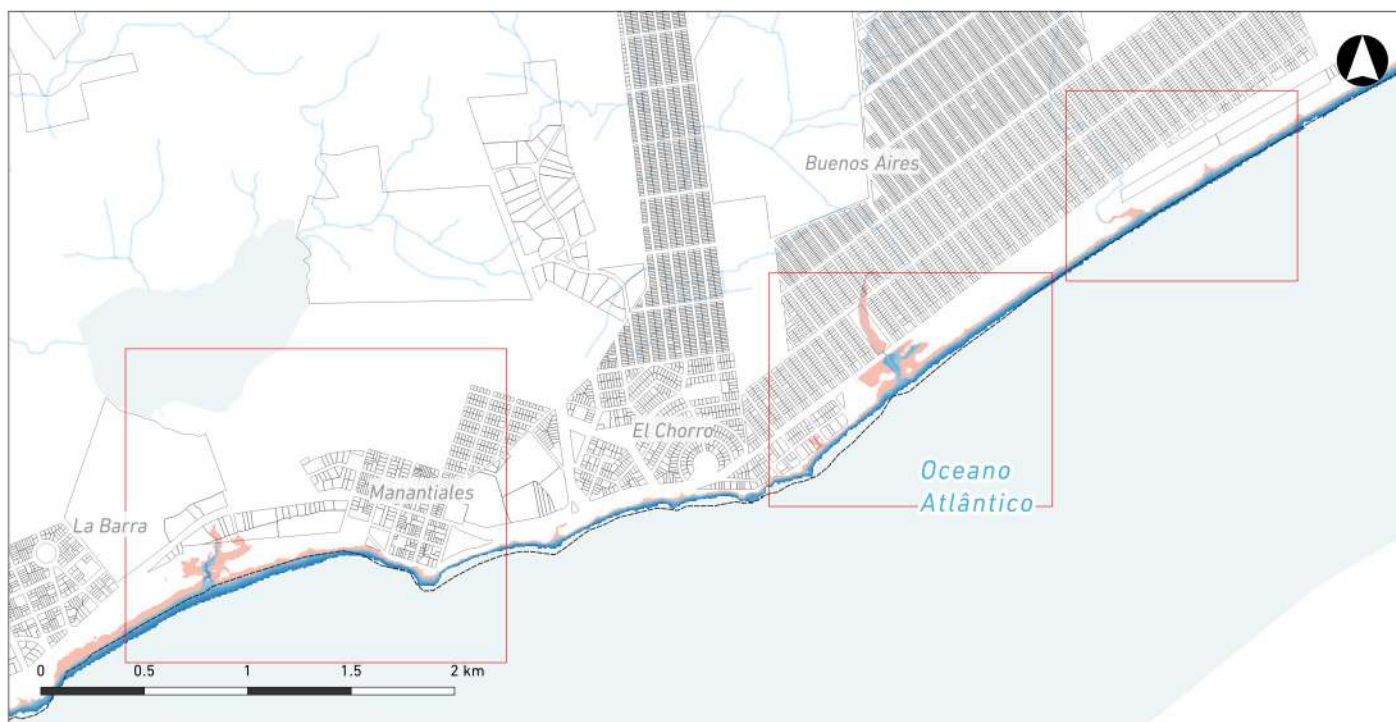 Buenos Aires
El Chorro
Oceano
Atlântico
Manantiales
La Barra
0 0.5 1 1.5 2 km